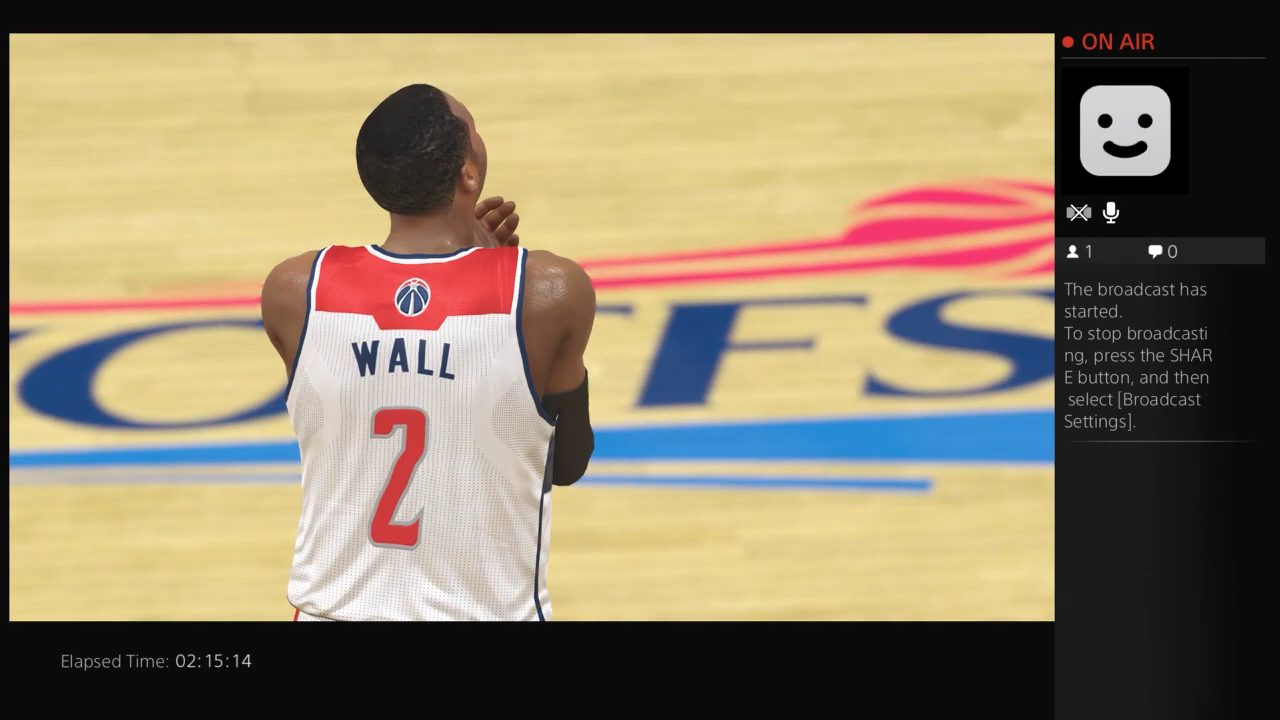 ON AIR
WALL
2
1
0
The broadcast has
started.
To stop broadcasti
ng, press the SHAR
E button, and then
select [Broadcast
Settings].
Elapsed Time: 02:15:14